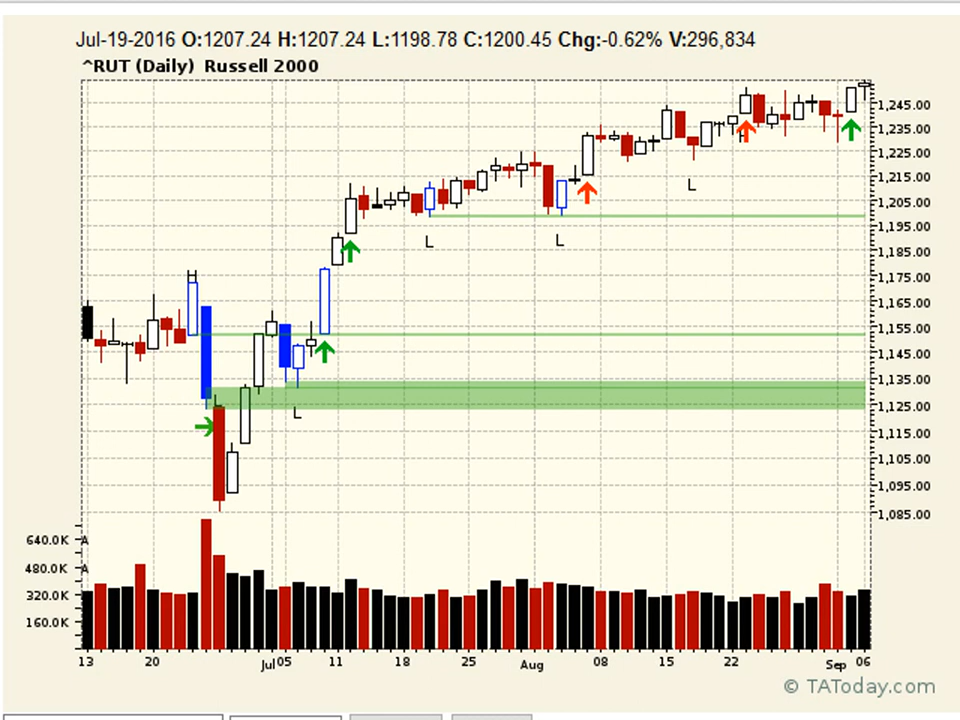 Jul-19-2016 O:1207.24 H:1207.24 L:1198.78 C:1200.45 Chg:-0.62% V:296,834
^RUT (Daily) Russell 2000
1,245.00
1,235.00
1,225.00
1,215.00
1,205.00
1,195.00
1,185.00
1,175.00
1,165.00
1,155.00
1,145.00
1,135.00
1,125.00
1,115.00
1,105.00
1,095.00
1,085.00
H
L
L
L
L
L
640.0K A
480.0K A
320.0K
160.0K
13 20 Jul 05 11 18 25 Aug 08 15 22 Sep 06
© TAToday.com